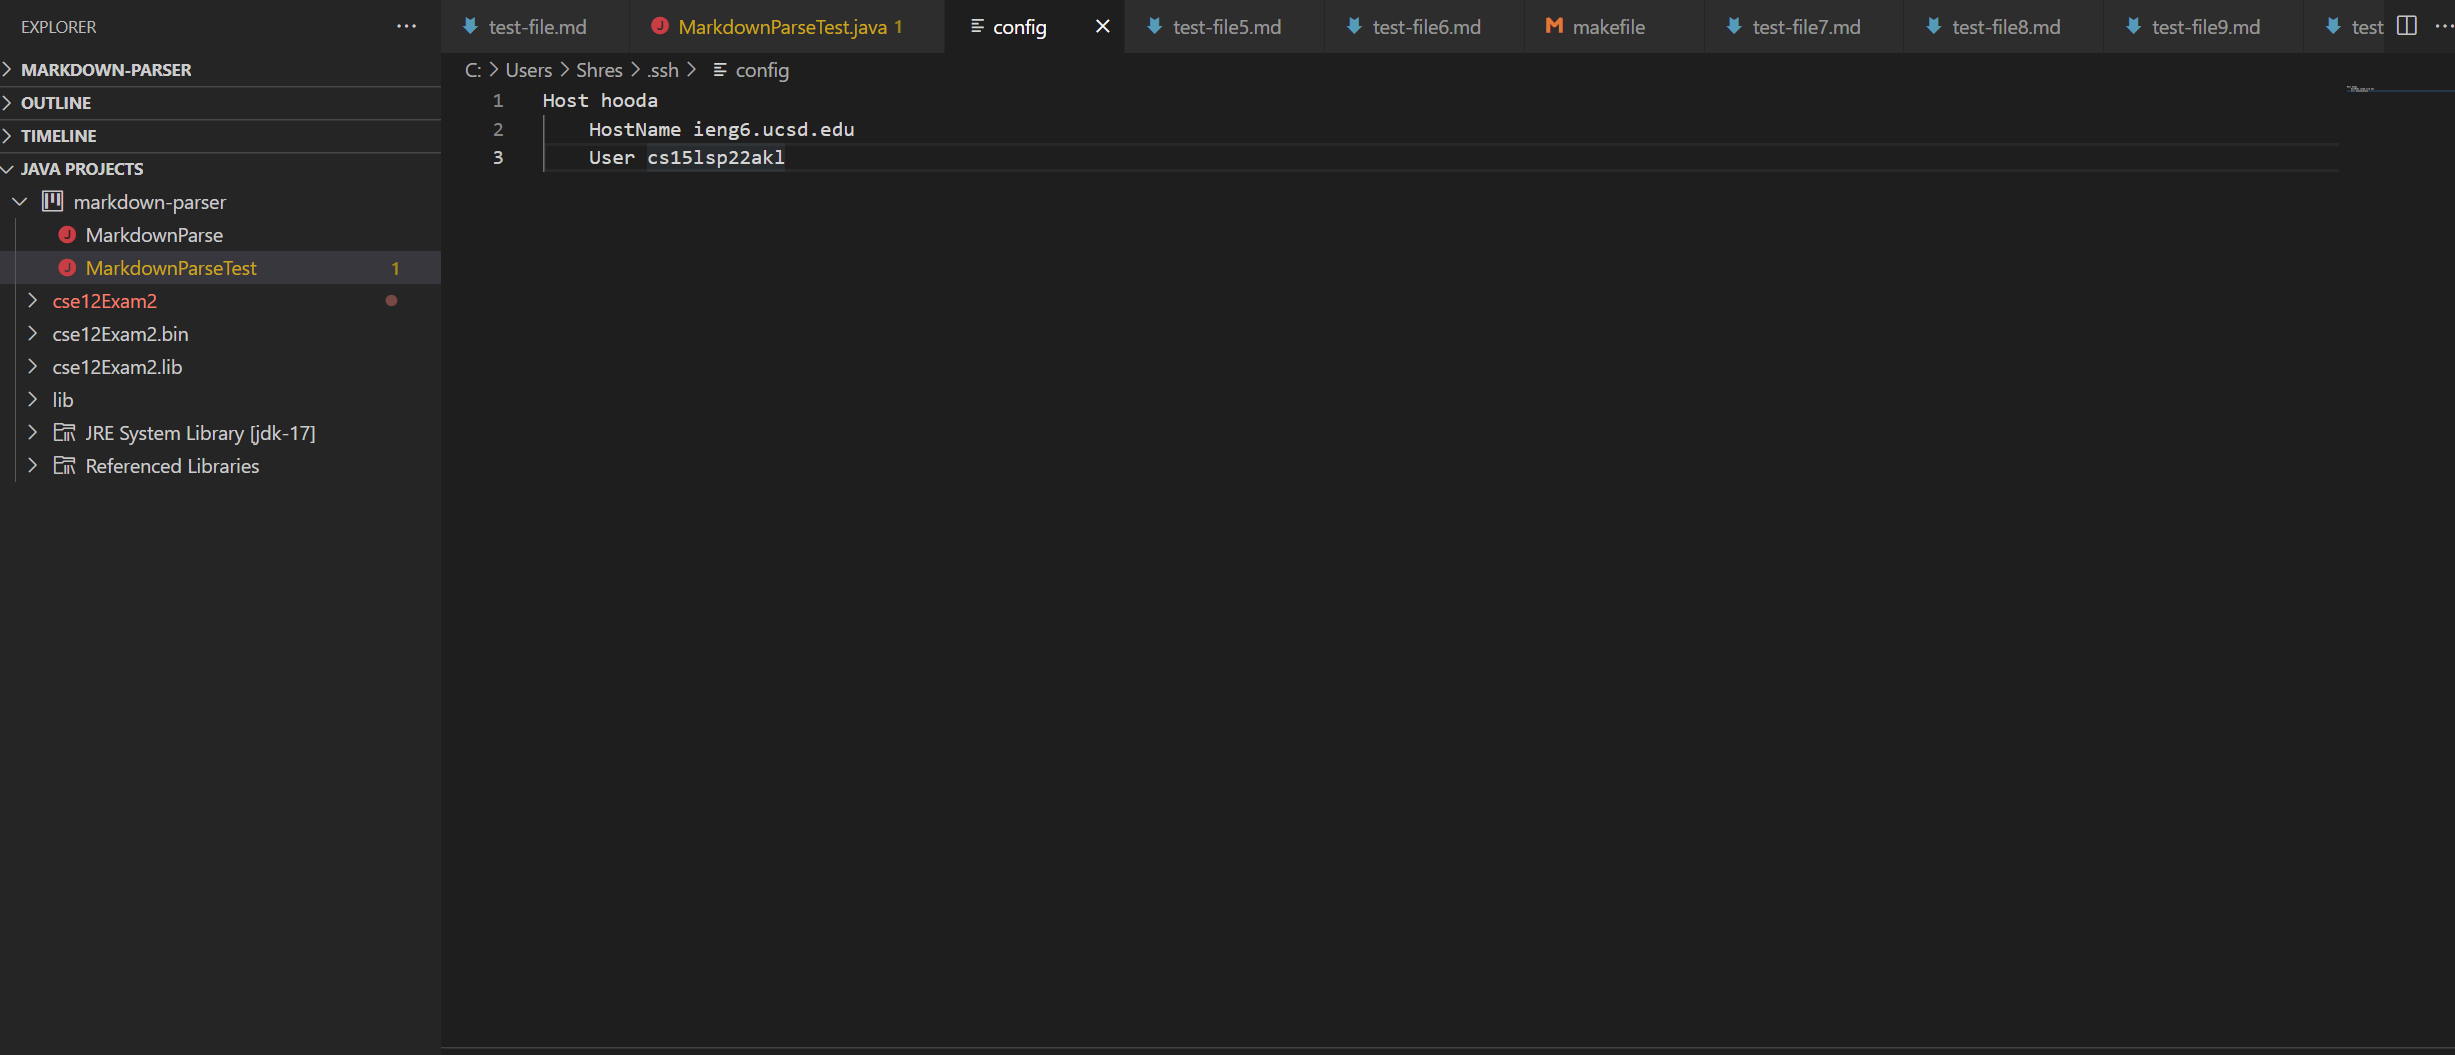 EXPLORER
MARKDOWN-PARSER
OUTLINE
TIMELINE
JAVA PROJECTS
markdown-parser
MarkdownParse
MarkdownParseTest 1
cse12Exam2
cse12Exam2.bin
cse12Exam2.lib
lib
JRE System Library [jdk-17]
Referenced Libraries
test-file.md
MarkdownParseTest.java 1
config
test-file5.md
test-file6.md
makefile
test-file7.md
test-file8.md
test-file9.md
test
C: > Users > Shres > .ssh > config
1 Host hooda
2 HostName ieng6.ucsd.edu
3 User cs15lsp22akl